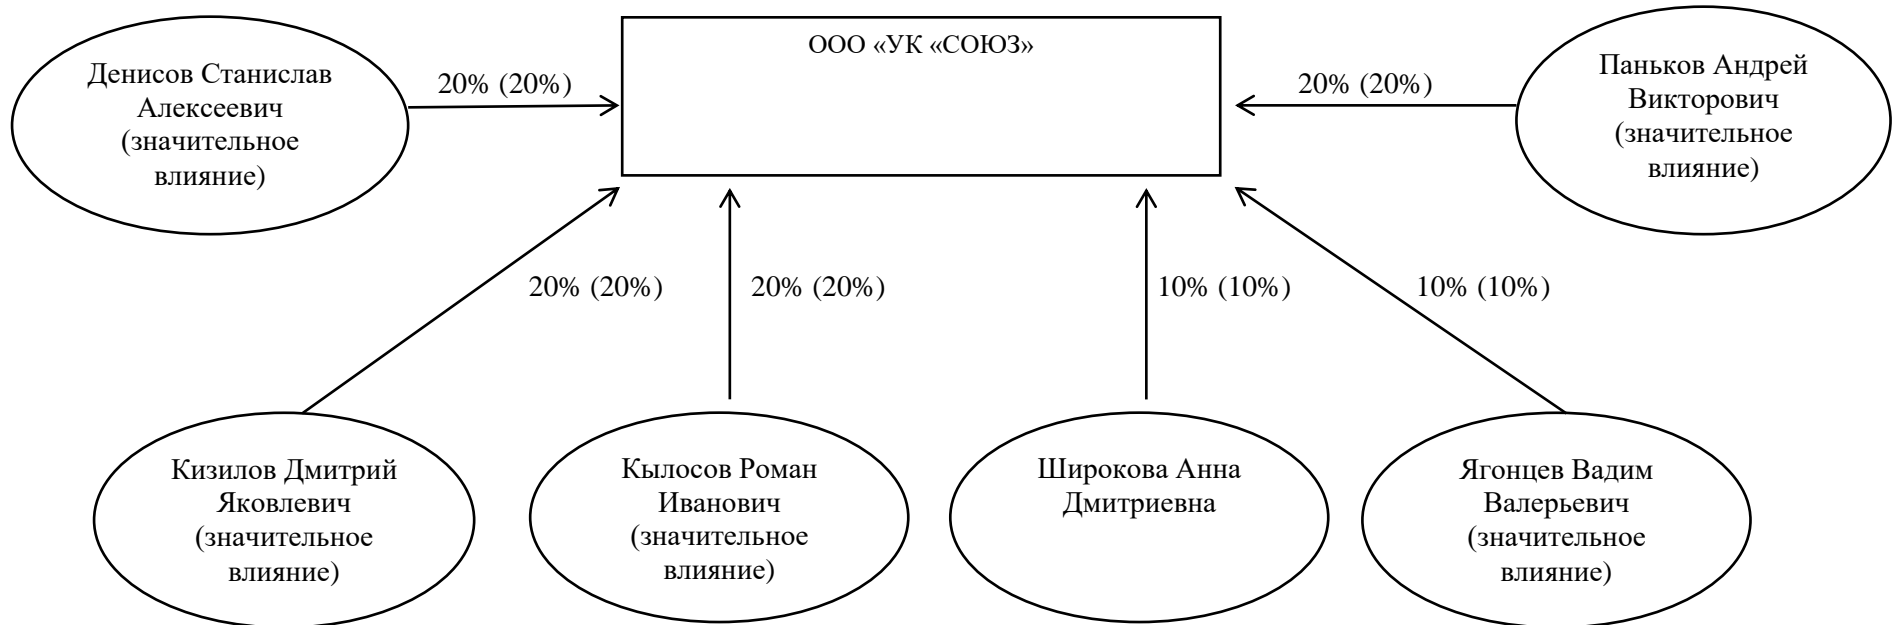 ООО «УК «СОЮЗ»
Денисов Станислав
Алексеевич
(значительное
влияние)
20% (20%)
20% (20%)
Паньков Андрей
Викторович
(значительное
влияние)
20% (20%)
20% (20%)
10% (10%)
10% (10%)
Кизилов Дмитрий
Яковлевич
(значительное
влияние)
Кылосов Роман
Иванович
(значительное
влияние)
Широкова Анна
Дмитриевна
Ягонцев Вадим
Валерьевич
(значительное
влияние)